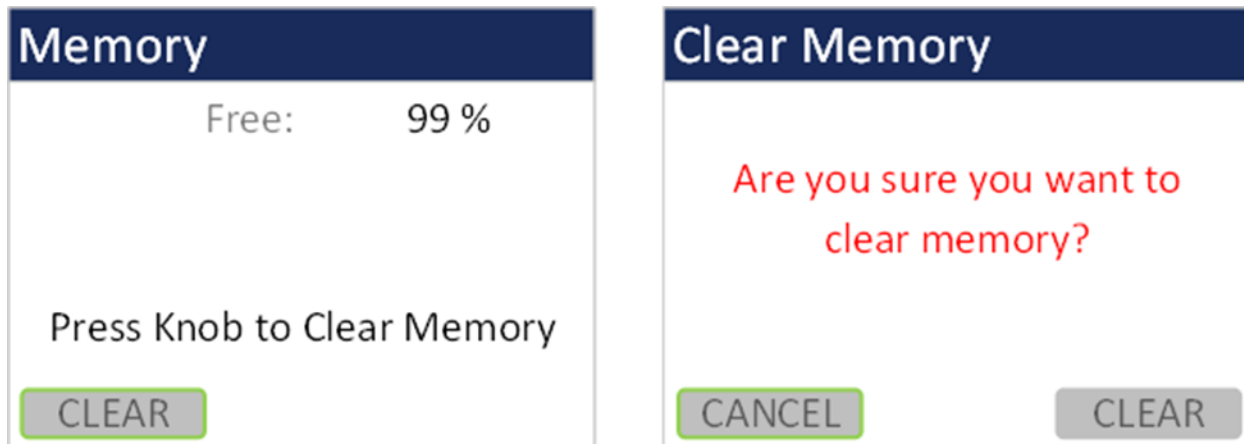 Memory
Free: 99 %
Press Knob to Clear Memory
CLEAR
Clear Memory
Are you sure you want to
clear memory?
CANCEL CLEAR